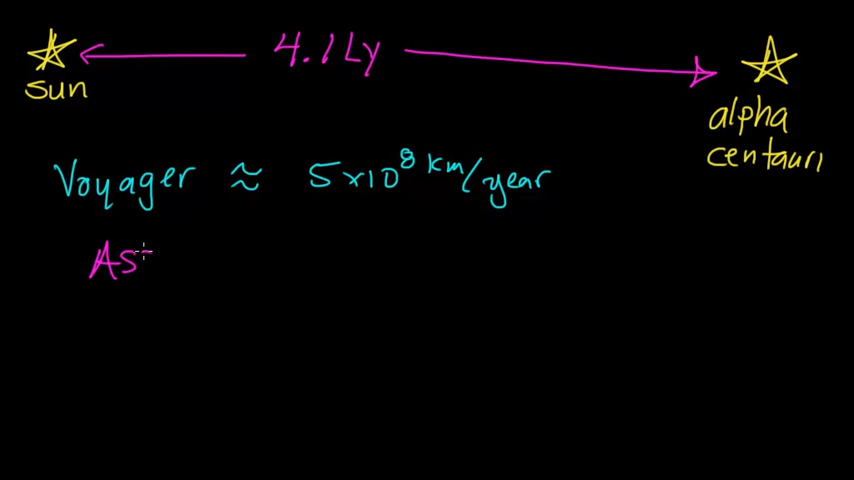 4.1 Ly
sun
alpha
centauri
Voyager ≈ 5×10⁸ km/year
As